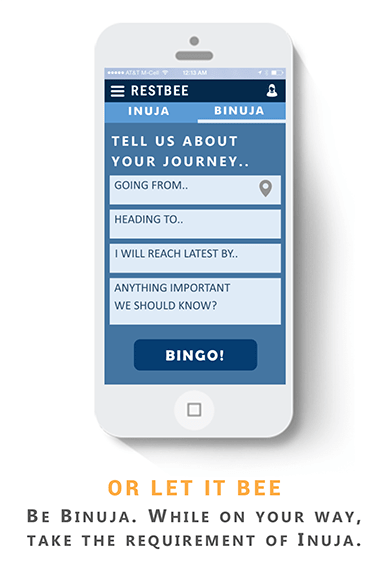 AT&T M-Cell 12:13 AM
RESTBEE
INUJA BINUJA
TELL US ABOUT
YOUR JOURNEY..
GOING FROM..
HEADING TO..
I WILL REACH LATEST BY..
ANYTHING IMPORTANT
WE SHOULD KNOW?
BINGO!
OR LET IT BEE
BE BINUJA. WHILE ON YOUR WAY,
TAKE THE REQUIREMENT OF INUJA.